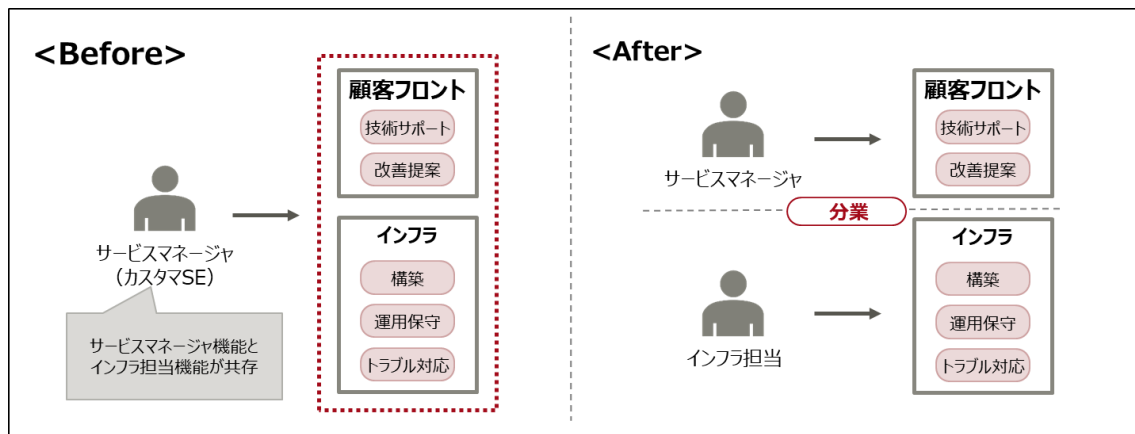 <Before>
顧客フロント
技術サポート
改善提案
サービスマネージャ
（カスタマSE）
インフラ
構築
運用保守
トラブル対応
サービスマネージャ機能と
インフラ担当機能が共存
<After>
顧客フロント
技術サポート
改善提案
サービスマネージャ
分業
インフラ
構築
運用保守
トラブル対応
インフラ担当